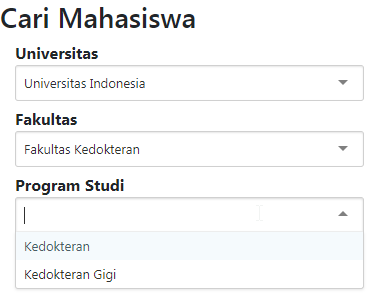 Cari Mahasiswa
Universitas
Universitas Indonesia
Fakultas
Fakultas Kedokteran
Program Studi
Kedokteran
Kedokteran Gigi